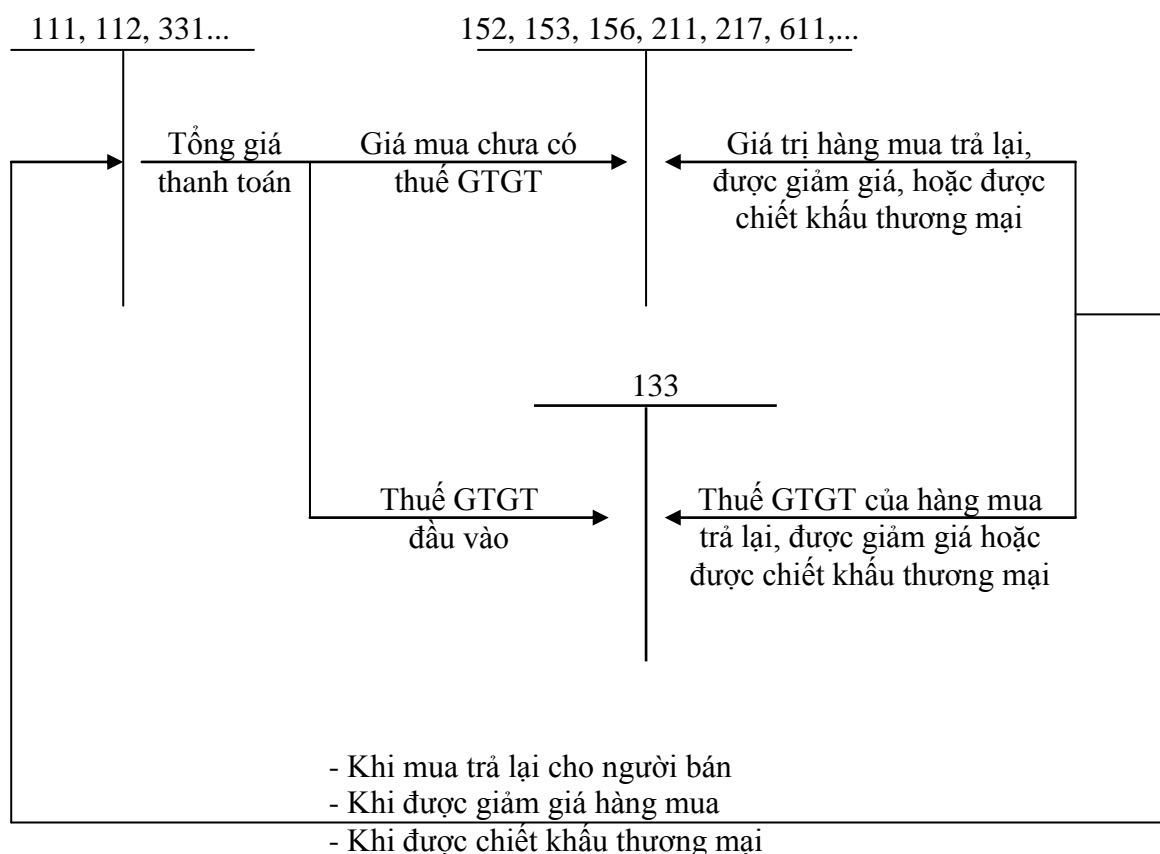 111, 112, 331...
152, 153, 156, 211, 217, 611,...
Tổng giá
thanh toán
Giá mua chưa có
thuế GTGT
Giá trị hàng mua trả lại,
được giảm giá, hoặc được
chiết khấu thương mại
133
Thuế GTGT
đầu vào
Thuế GTGT của hàng mua
trả lại, được giảm giá hoặc
được chiết khấu thương mại
- Khi mua trả lại cho người bán
- Khi được giảm giá hàng mua
- Khi được chiết khấu thương mại